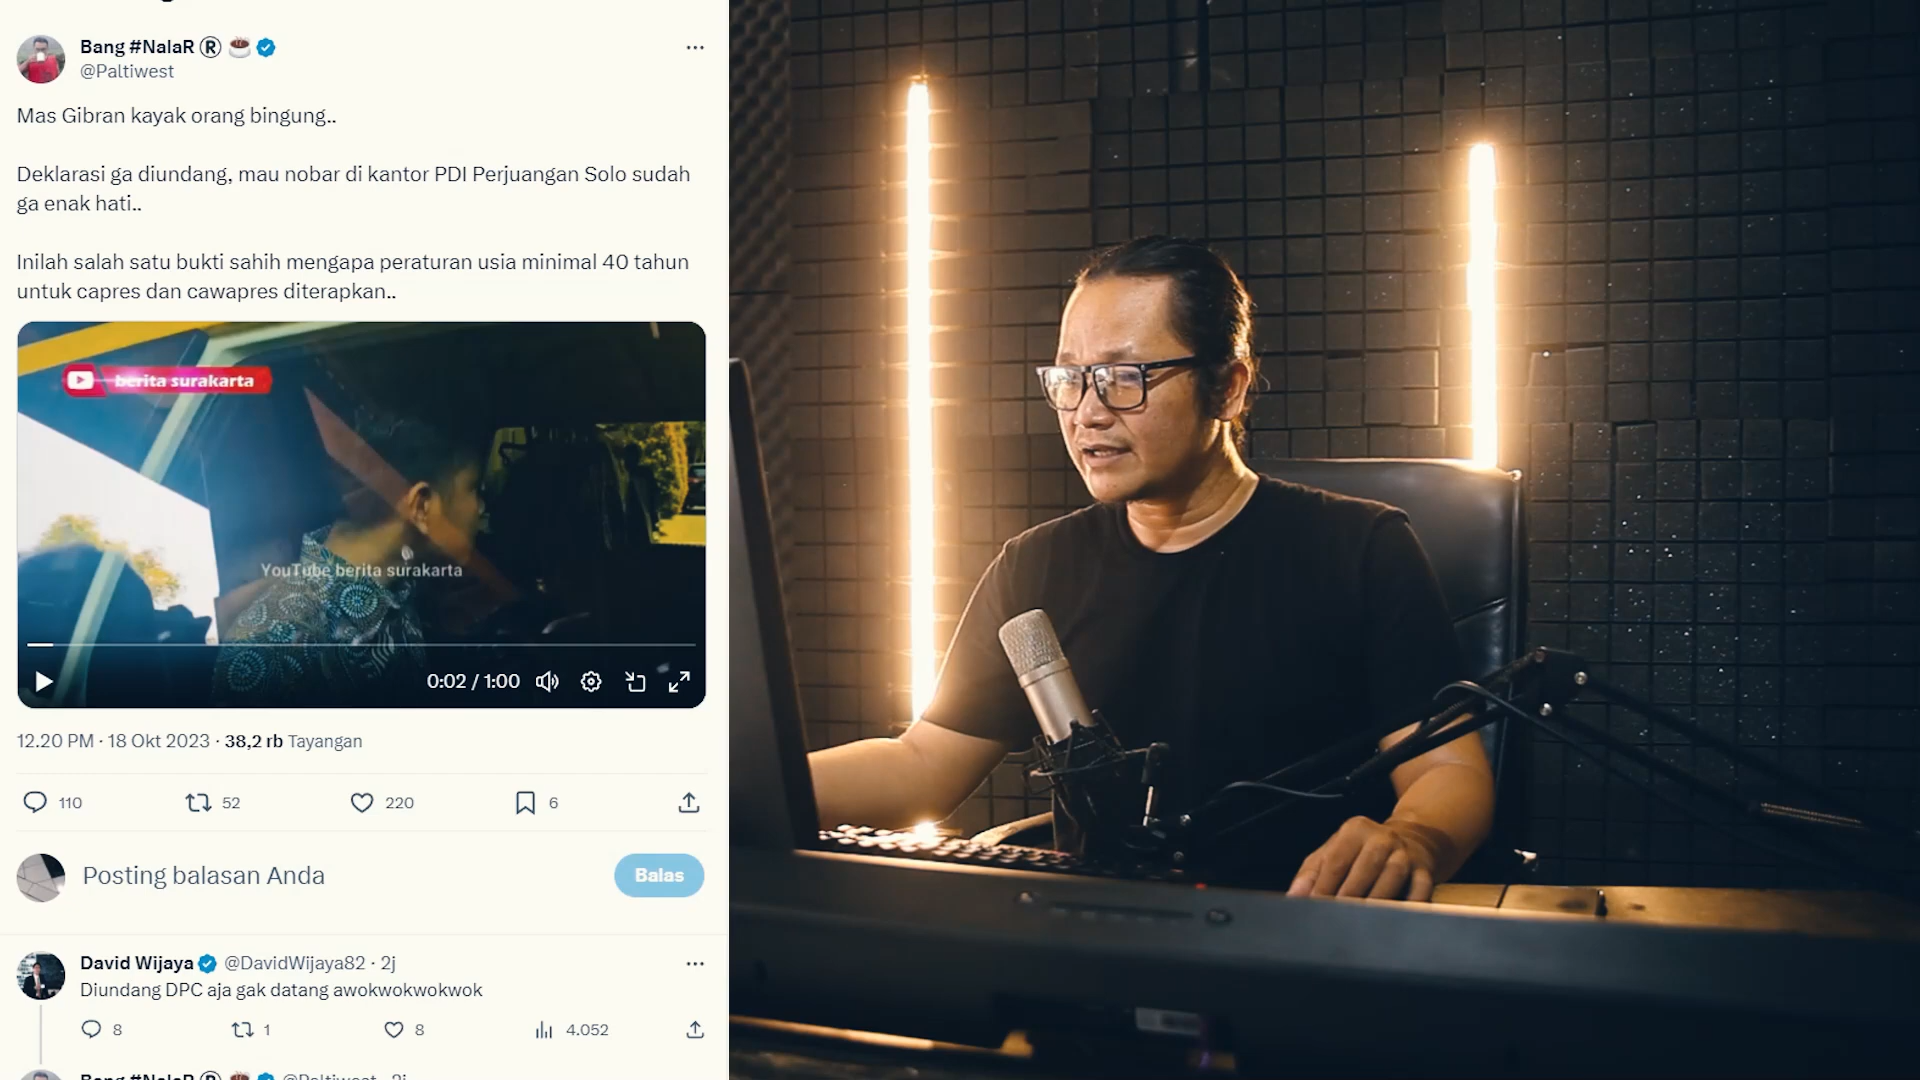 Bang #NalaR ® ☕
@Paltiwest
Mas Gibran kayak orang bingung..
Deklarasi ga diundang, mau nobar di kantor PDI Perjuangan Solo sudah
ga enak hati..
Inilah salah satu bukti sahih mengapa peraturan usia minimal 40 tahun
untuk capres dan cawapres diterapkan..
berita surakarta
YouTube berita surakarta
0:02 / 1:00
12.20 PM · 18 Okt 2023 · 38,2 rb Tayangan
110 52 220 6
Posting balasan Anda
Balas
David Wijaya @DavidWijaya82 · 2j
Diundang DPC aja gak datang awokwokwokwok
8 1 8 4.052
Bang #NalaR ® ☕ @Paltiwest · 2j